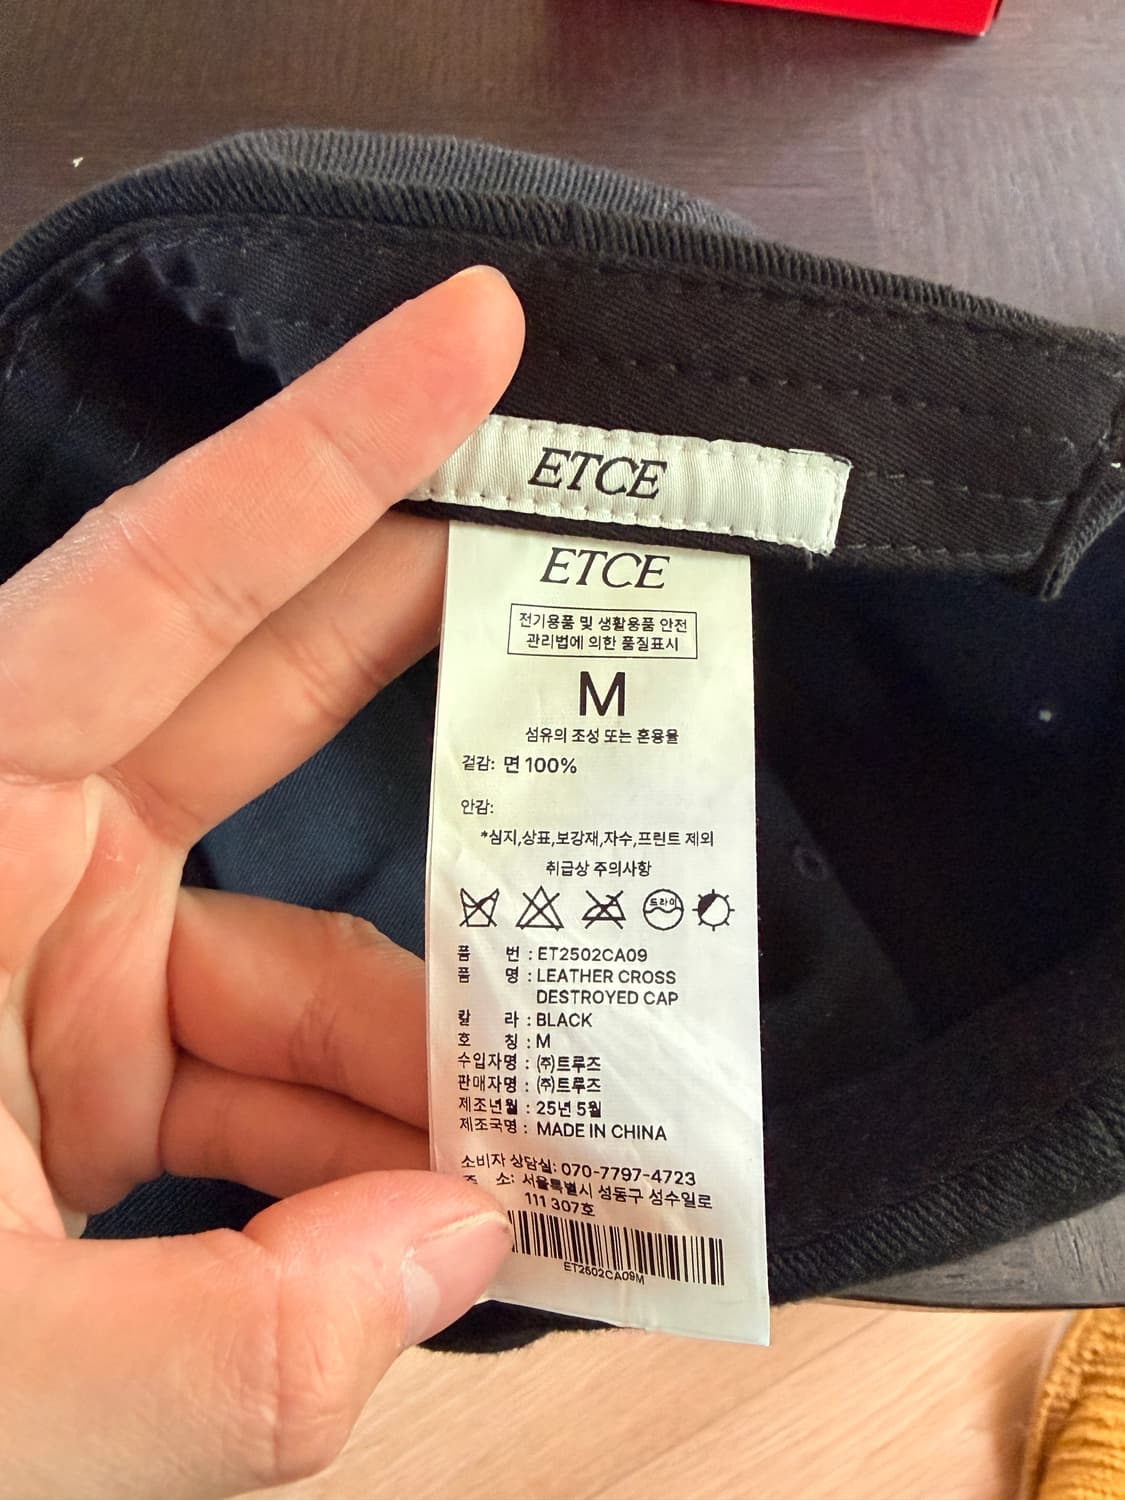 ETCE
ETCE
전기용품 및 생활용품 안전
관리법에 의한 품질표시
M
섬유의 조성 또는 혼용율
겉감: 면 100%
안감:
*심지,상표,보강재,자수,프린트 제외
취급상 주의사항
드라이
품 번 : ET2502CA09
품 명 : LEATHER CROSS
DESTROYED CAP
칼 라 : BLACK
호 칭 : M
수입자명 : ㈜트루즈
판매자명 : ㈜트루즈
제조년월 : 25년 5월
제조국명 : MADE IN CHINA
소비자 상담실: 070-7797-4723
주 소: 서울특별시 성동구 성수일로
111 307호
ET2502CA09M